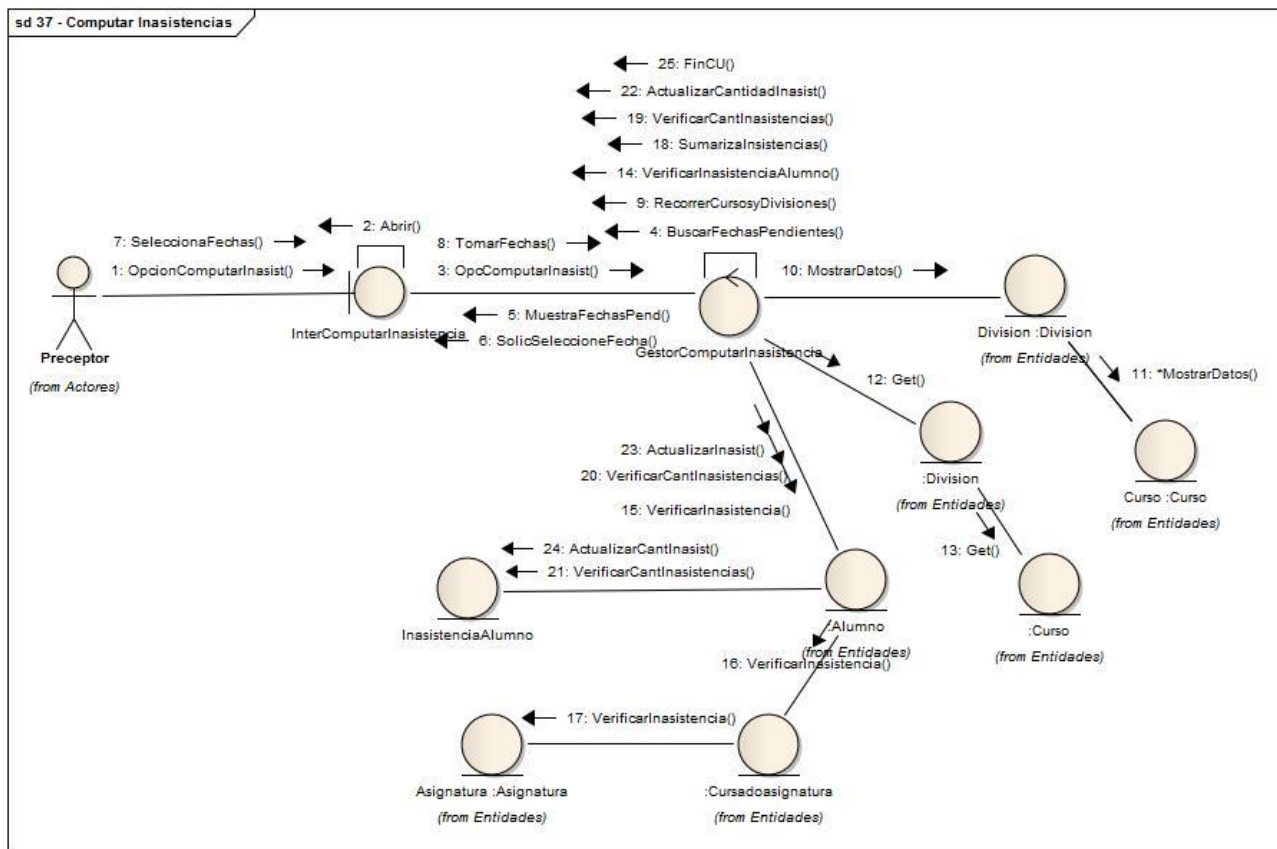 sd 37 - Computar Inasistencias
25: FinCU()
22: ActualizarCantidadInasist()
19: VerificarCantInasistencias()
18: SumarizaInsistencias()
14: VerificarInasistenciaAlumno()
9: RecorrerCursosyDivisiones()
2: Abrir()
4: BuscarFechasPendientes()
7: SeleccionaFechas()
8: TomarFechas()
1: OpcionComputarInasist()
3: OpcComputarInasist()
10: MostrarDatos()
5: MuestraFechasPend()
6: SolicSeleccioneFecha()
InterComputarInasistencia
GestorComputarInasistencia
Division :Division
(from Entidades)
Preceptor
(from Actores)
11: *MostrarDatos()
12: Get()
23: ActualizarInasist()
20: VerificarCantInasistencias()
15: VerificarInasistencia()
:Division
(from Entidades)
Curso :Curso
(from Entidades)
13: Get()
24: ActualizarCantInasist()
21: VerificarCantInasistencias()
InasistenciaAlumno
:Alumno
(from Entidades)
:Curso
(from Entidades)
16: VerificarInasistencia()
17: VerificarInasistencia()
Asignatura :Asignatura
(from Entidades)
:Cursadoasignatura
(from Entidades)